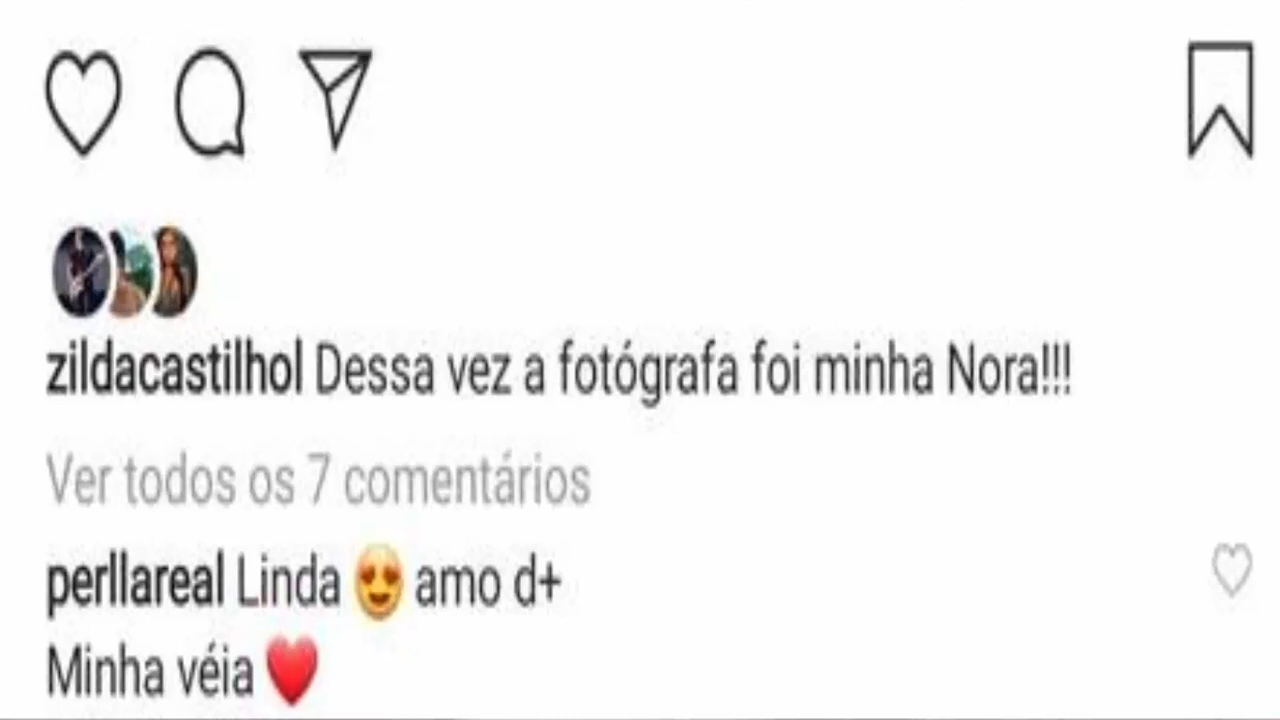 zildacastilhol Dessa vez a fotógrafa foi minha Nora!!!
Ver todos os 7 comentários
perllareal Linda 😍 amo d+
Minha véia ❤️